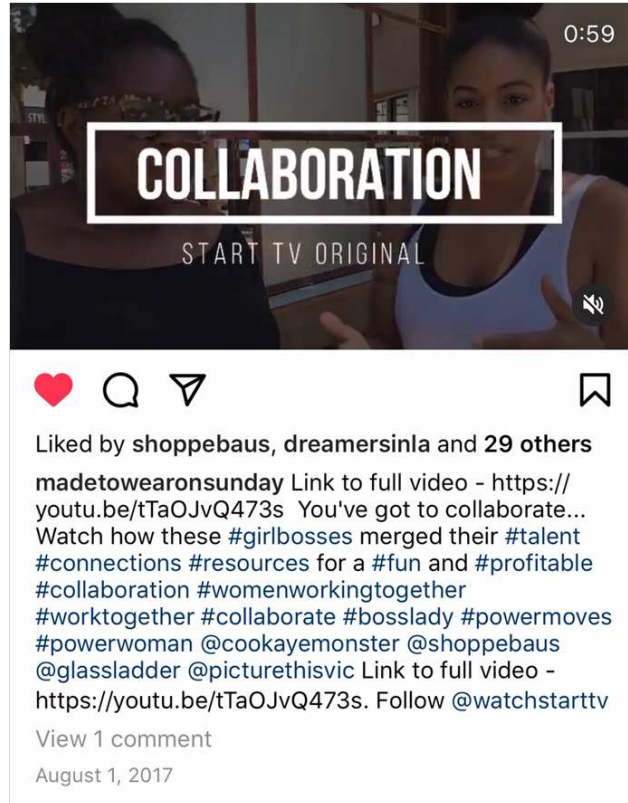 0:59
STYL
COLLABORATION
START TV ORIGINAL
Liked by shoppebaus, dreamersinla and 29 others
madetowearonsunday Link to full video - https://
youtu.be/tTaOJvQ473s You've got to collaborate...
Watch how these #girlbosses merged their #talent
#connections #resources for a #fun and #profitable
#collaboration #womenworkingtogether
#worktogether #collaborate #bosslady #powermoves
#powerwoman @cookayemonster @shoppebaus
@glassladder @picturethisvic Link to full video -
https://youtu.be/tTaOJvQ473s. Follow @watchstarttv
View 1 comment
August 1, 2017